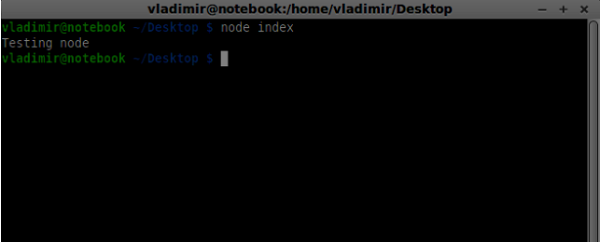 vladimir@notebook:/home/vladimir/Desktop
vladimir@notebook ~/Desktop $ node index
Testing node
vladimir@notebook ~/Desktop $